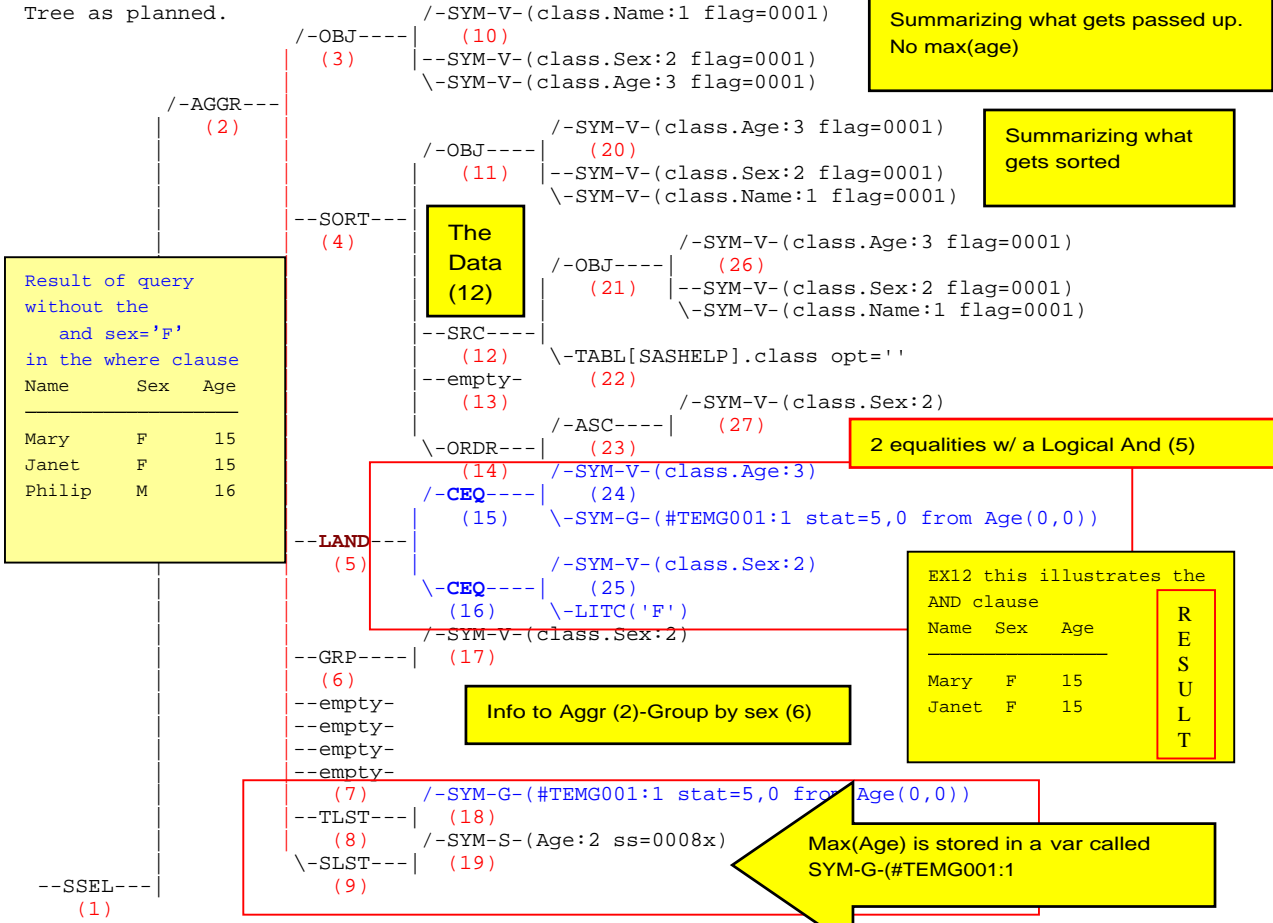 Tree as planned.
/-SYM-V-(class.Name:1 flag=0001)
/-OBJ----| (10)
(3) |--SYM-V-(class.Sex:2 flag=0001)
\-SYM-V-(class.Age:3 flag=0001)
Summarizing what gets passed up.
No max(age)
/-AGGR---
(2)
/-SYM-V-(class.Age:3 flag=0001)
/-OBJ----| (20)
(11) |--SYM-V-(class.Sex:2 flag=0001)
\-SYM-V-(class.Name:1 flag=0001)
Summarizing what
gets sorted
--SORT---
(4)
The
Data
(12)
/-SYM-V-(class.Age:3 flag=0001)
/-OBJ----| (26)
(21) |--SYM-V-(class.Sex:2 flag=0001)
\-SYM-V-(class.Name:1 flag=0001)
--SRC----|
(12) \-TABL[SASHELP].class opt=''
--empty- (22)
(13) /-SYM-V-(class.Sex:2)
/-ASC----| (27)
\-ORDR---| (23)
(14)
Result of query
without the
and sex='F'
in the where clause
Name Sex Age
Mary F 15
Janet F 15
Philip M 16
2 equalities w/ a Logical And (5)
/-SYM-V-(class.Age:3)
/-CEQ----| (24)
(15) \-SYM-G-(#TEMG001:1 stat=5,0 from Age(0,0))
--LAND---
(5) /-SYM-V-(class.Sex:2)
\-CEQ----| (25)
(16) \-LITC('F')
/-SYM-V-(class.Sex:2)
--GRP----| (17)
(6)
--empty-
--empty-
--empty-
--empty-
(7)
Info to Aggr (2)-Group by sex (6)
EX12 this illustrates the
AND clause
Name Sex Age
Mary F 15
Janet F 15
R
E
S
U
L
T
/-SYM-G-(#TEMG001:1 stat=5,0 from Age(0,0))
--TLST---| (18)
(8) /-SYM-S-(Age:2 ss=0008x)
\-SLST---| (19)
(9)
Max(Age) is stored in a var called
SYM-G-(#TEMG001:1
--SSEL---|
(1)